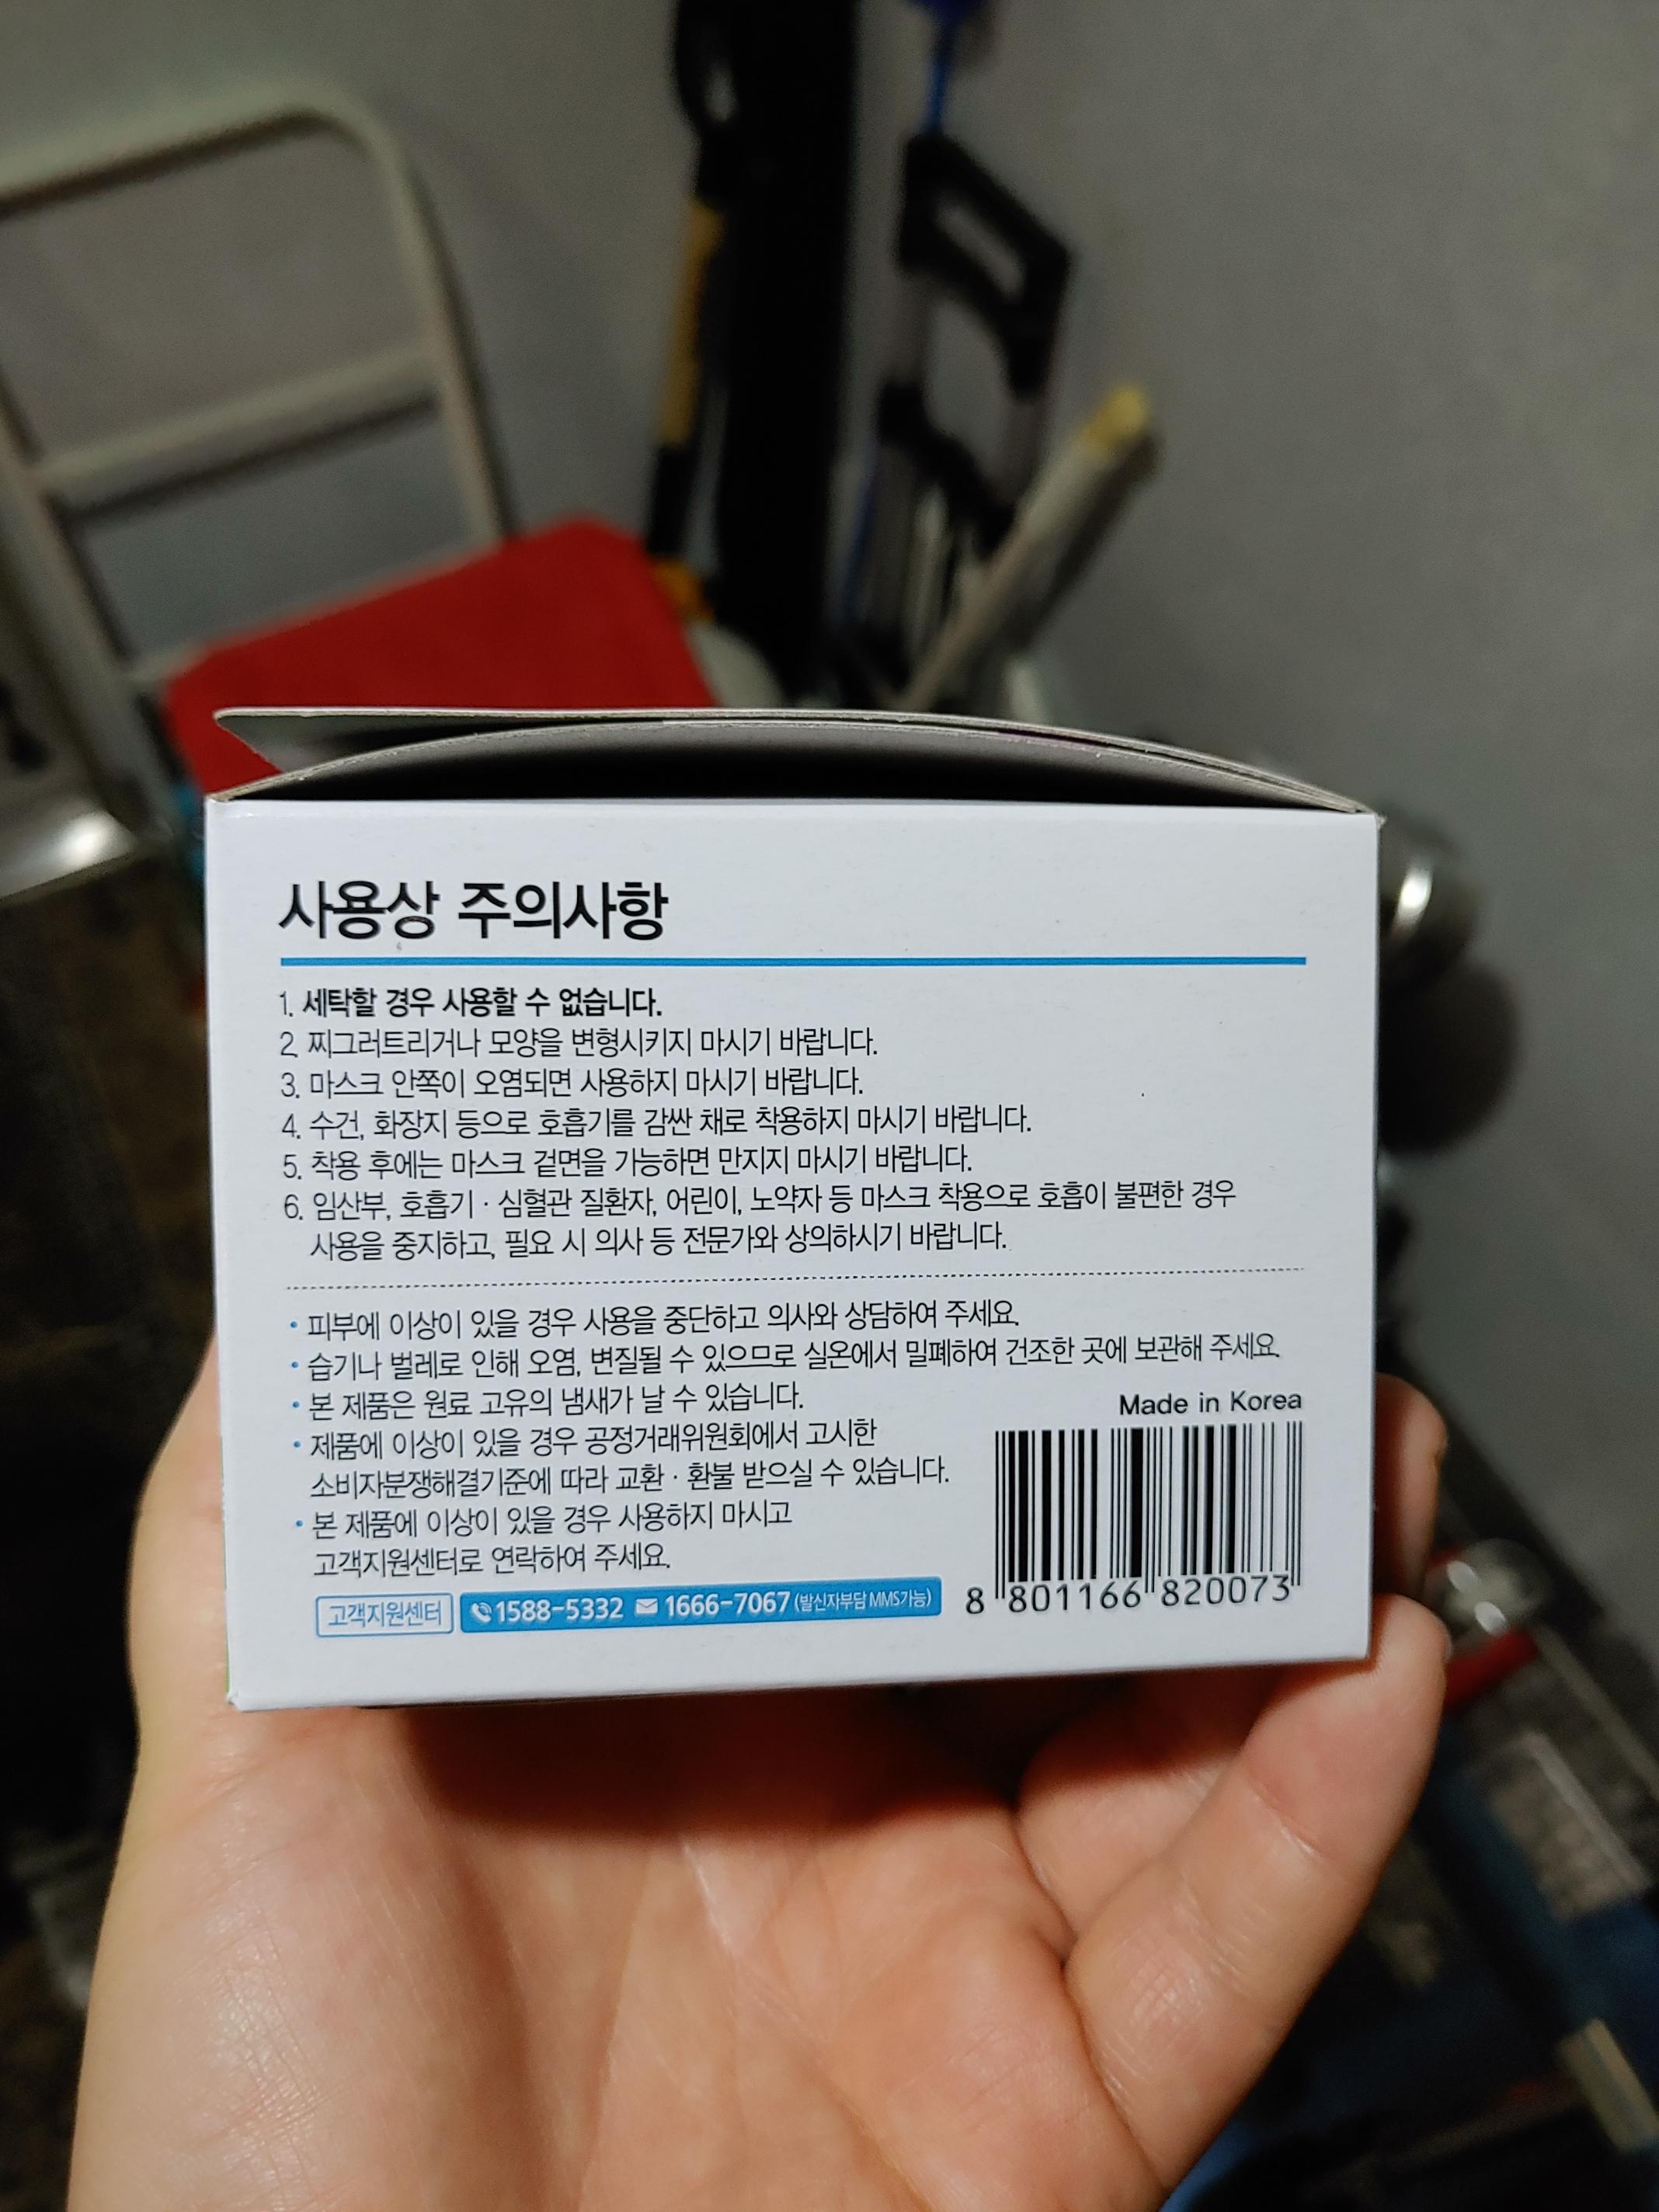 사용상 주의사항
1. 세탁할 경우 사용할 수 없습니다.
2. 찌그러트리거나 모양을 변형시키지 마시기 바랍니다.
3. 마스크 안쪽이 오염되면 사용하지 마시기 바랍니다.
4. 수건, 화장지 등으로 호흡기를 감싼 채로 착용하지 마시기 바랍니다.
5. 착용 후에는 마스크 겉면을 가능하면 만지지 마시기 바랍니다.
6. 임산부, 호흡기 · 심혈관 질환자, 어린이, 노약자 등 마스크 착용으로 호흡이 불편한 경우
사용을 중지하고, 필요 시 의사 등 전문가와 상의하시기 바랍니다.
• 피부에 이상이 있을 경우 사용을 중단하고 의사와 상담하여 주세요.
• 습기나 벌레로 인해 오염, 변질될 수 있으므로 실온에서 밀폐하여 건조한 곳에 보관해 주세요.
• 본 제품은 원료 고유의 냄새가 날 수 있습니다.
• 제품에 이상이 있을 경우 공정거래위원회에서 고시한
소비자분쟁해결기준에 따라 교환 · 환불 받으실 수 있습니다.
• 본 제품에 이상이 있을 경우 사용하지 마시고
고객지원센터로 연락하여 주세요.
고객지원센터 1588-5332 1666-7067 (발신자부담 MMS가능)
Made in Korea
8 801166 820073